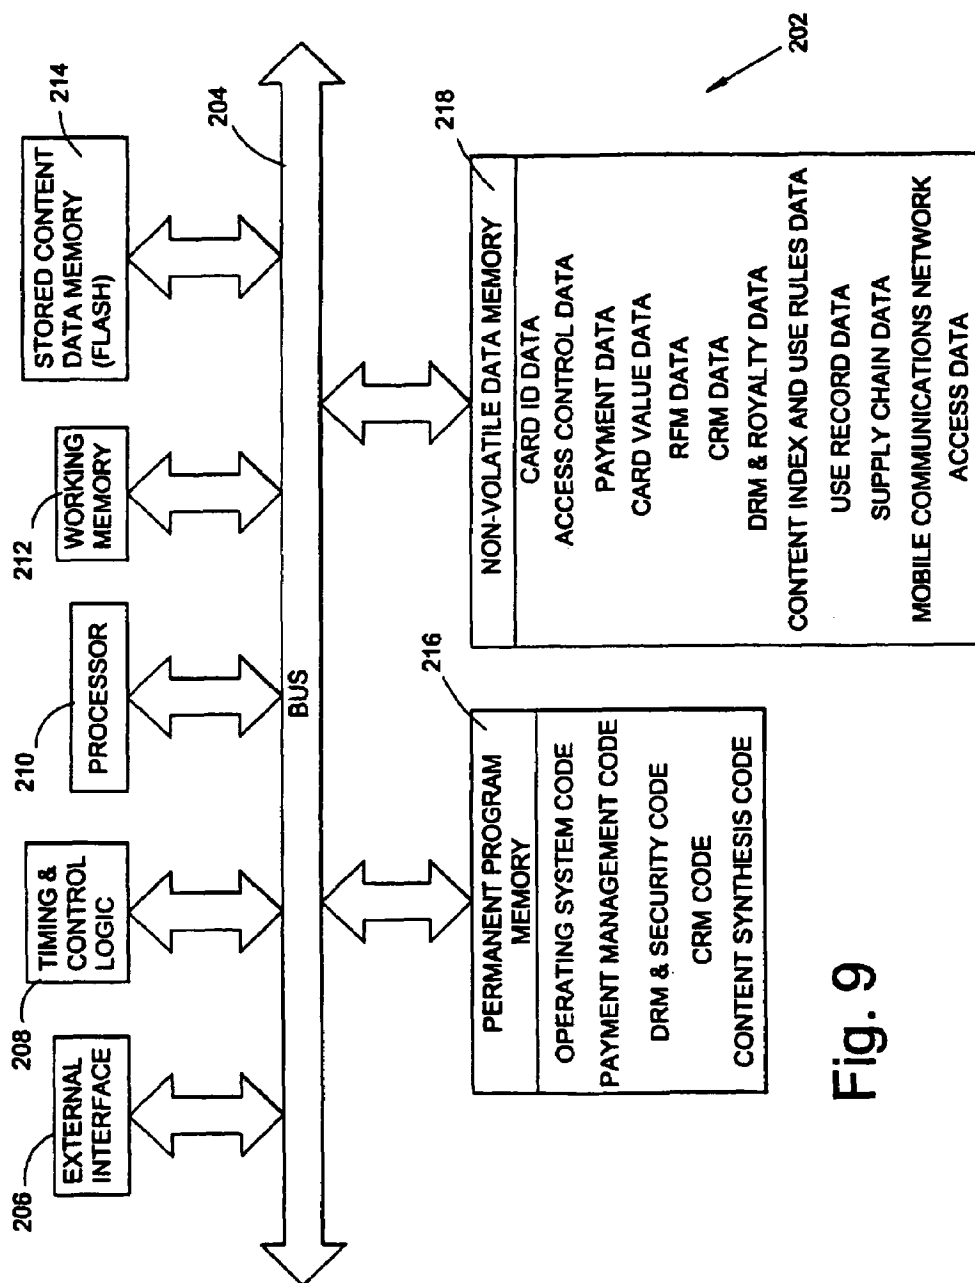 206
EXTERNAL
INTERFACE
208
TIMING &
CONTROL
LOGIC
210
PROCESSOR
212
WORKING
MEMORY
214
STORED CONTENT
DATA MEMORY
(FLASH)
BUS
204
216
PERMANENT PROGRAM
MEMORY
OPERATING SYSTEM CODE
PAYMENT MANAGEMENT CODE
DRM & SECURITY CODE
CRM CODE
CONTENT SYNTHESIS CODE
218
NON-VOLATILE DATA MEMORY
CARD ID DATA
ACCESS CONTROL DATA
PAYMENT DATA
CARD VALUE DATA
RFM DATA
CRM DATA
DRM & ROYALTY DATA
CONTENT INDEX AND USE RULES DATA
USE RECORD DATA
SUPPLY CHAIN DATA
MOBILE COMMUNICATIONS NETWORK
ACCESS DATA
202
Fig. 9